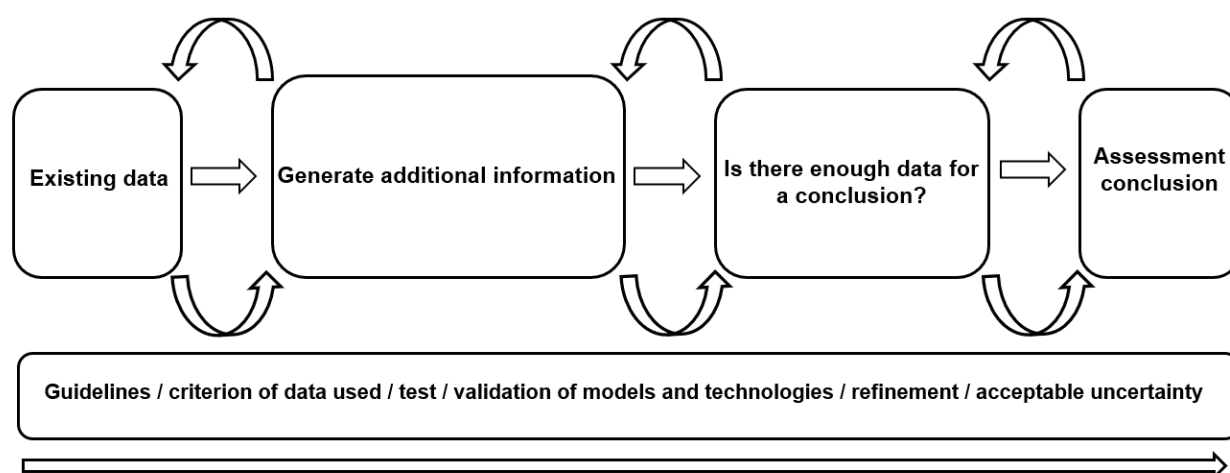 Existing data
Generate additional information
Is there enough data for
a conclusion?
Assessment
conclusion
Guidelines / criterion of data used / test / validation of models and technologies / refinement / acceptable uncertainty